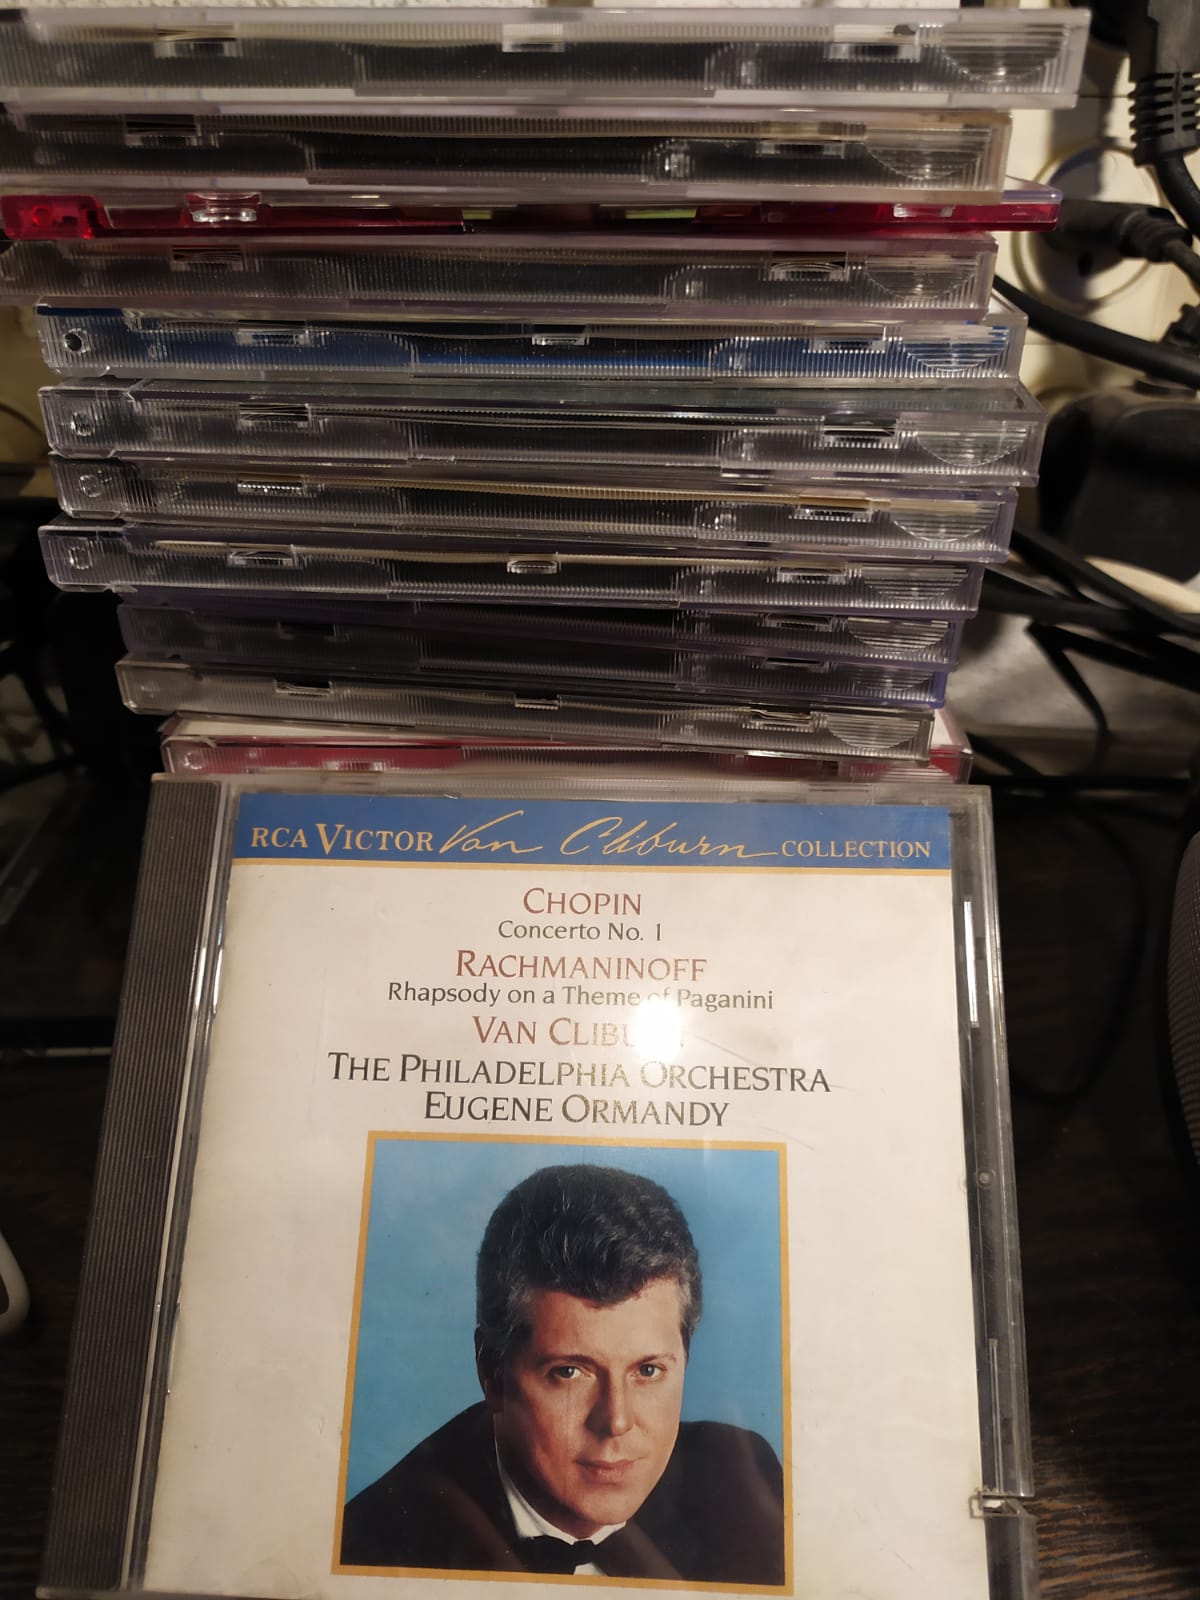 RCA VICTOR Van Cliburn COLLECTION
CHOPIN
Concerto No. 1
RACHMANINOFF
Rhapsody on a Theme of Paganini
VAN CLIBURN
THE PHILADELPHIA ORCHESTRA
EUGENE ORMANDY